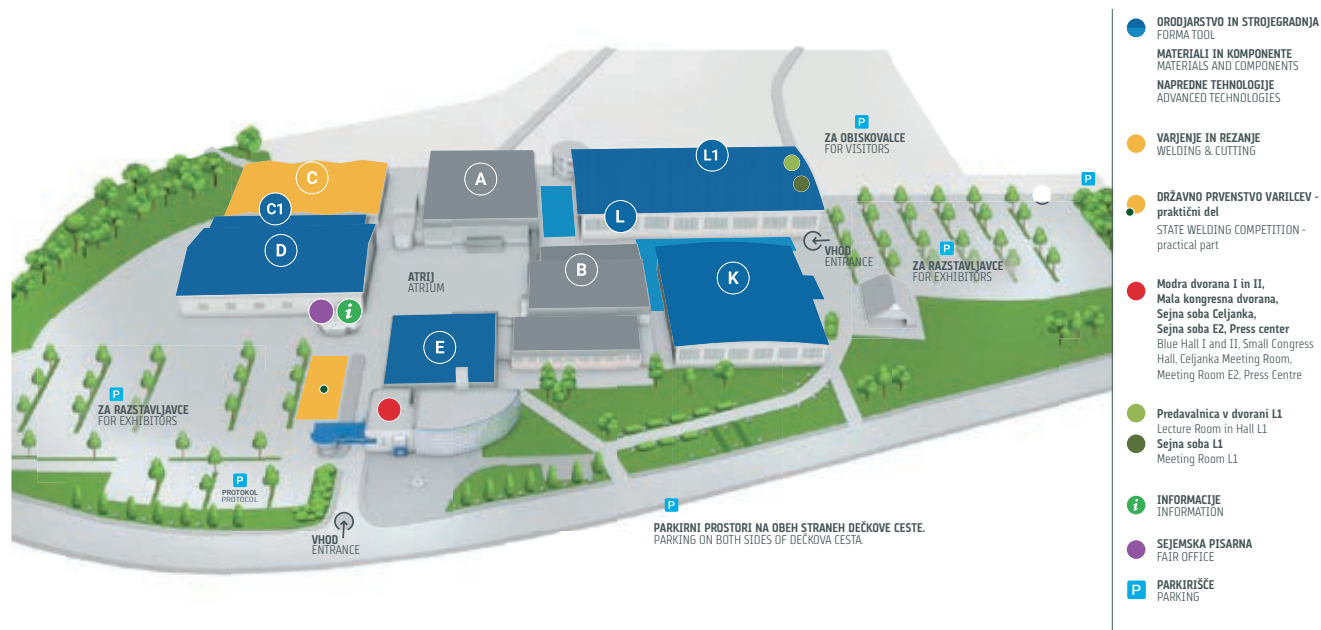 C
C1
D
A
L1
L
B
K
E
i
ATRIJ
ATRIUM
P
ZA OBISKOVALCE
FOR VISITORS
P
VHOD
ENTRANCE
P
ZA RAZSTAVLJAVCE
FOR EXHIBITORS
P
ZA RAZSTAVLJAVCE
FOR EXHIBITORS
P
PROTOKOL
PROTOCOL
VHOD
ENTRANCE
P
PARKIRNI PROSTORI NA OBEH STRANEH DEČKOVE CESTE.
PARKING ON BOTH SIDES OF DEČKOVA CESTA.
ORODJARSTVO IN STROJEGRADNJA
FORMA TOOL
MATERIALI IN KOMPONENTE
MATERIALS AND COMPONENTS
NAPREDNE TEHNOLOGIJE
ADVANCED TECHNOLOGIES
VARJENJE IN REZANJE
WELDING & CUTTING
DRŽAVNO PRVENSTVO VARILCEV -
praktični del
STATE WELDING COMPETITION -
practical part
Modra dvorana I in II,
Mala kongresna dvorana,
Sejna soba Celjanka,
Sejna soba E2, Press center
Blue Hall I and II, Small Congress
Hall, Celjanka Meeting Room,
Meeting Room E2, Press Centre
Predavalnica v dvorani L1
Lecture Room in Hall L1
Sejna soba L1
Meeting Room L1
i
INFORMACIJE
INFORMATION
SEJEMSKA PISARNA
FAIR OFFICE
P
PARKIRIŠČE
PARKING